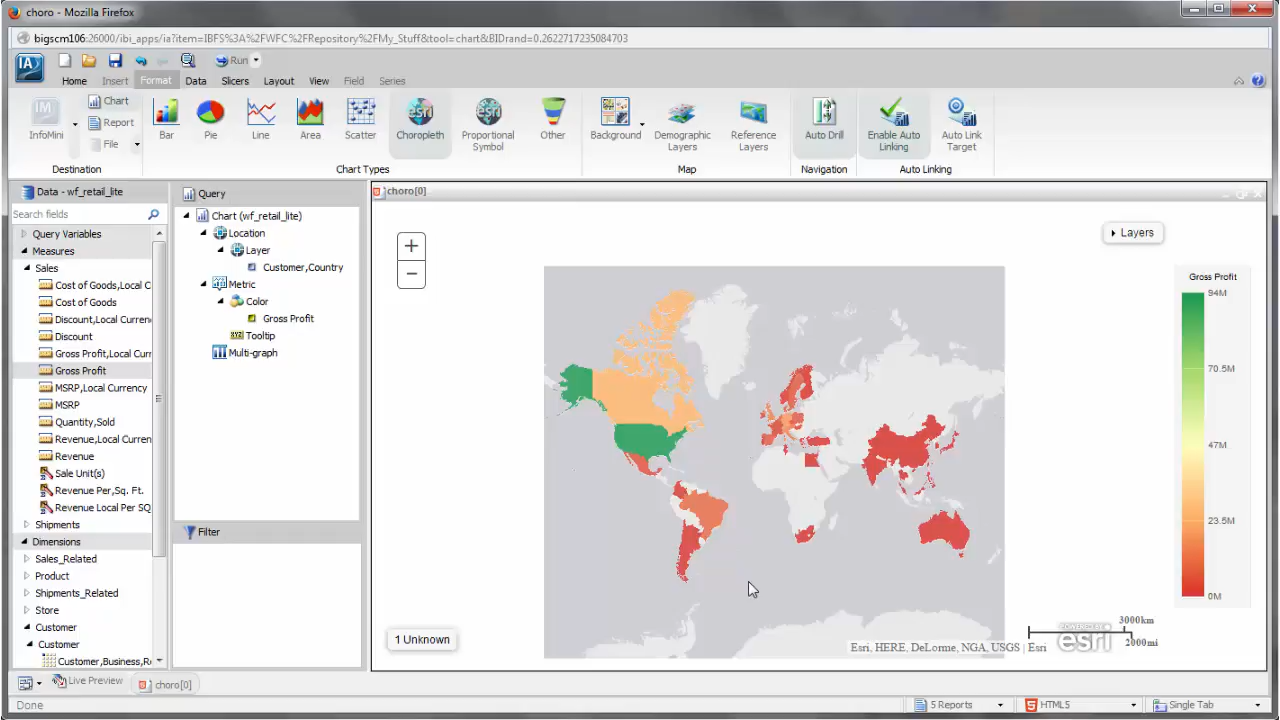 choro - Mozilla Firefox
bigscm106:26000/ibi_apps/ia?item=IBFS%3A%2FWFC%2FRepository%2FMy_Stuff&tool=chart&BIDrand=0.2622717235084703
IA
Run
Home Insert Format Data Slicers Layout View Field Series
IM
InfoMini
Chart
Report
File
Destination
Bar
Pie
Line
Area
Scatter
esri
Choropleth
esri
Proportional
Symbol
Other
Chart Types
Background
Demographic
Layers
Reference
Layers
Map
Auto Drill
Navigation
Enable Auto
Linking
Auto Link
Target
Auto Linking
Data - wf_retail_lite
Search fields
Query Variables
Measures
Sales
Cost of Goods,Local C
Cost of Goods
Discount,Local Curren
Discount
Gross Profit,Local Curr
Gross Profit
MSRP,Local Currency
MSRP
Quantity,Sold
Revenue,Local Curren
Revenue
Sale Unit(s)
Revenue Per,Sq. Ft.
Revenue Local Per SQ
Shipments
Dimensions
Sales_Related
Product
Shipments_Related
Store
Customer
Customer
Customer,Business,Re
Query
Chart (wf_retail_lite)
Location
Layer
Customer,Country
Metric
Color
Gross Profit
Tooltip
Multi-graph
Filter
choro[0]
+
−
Layers
Gross Profit
94M
70.5M
47M
23.5M
0M
1 Unknown
3000km
2000mi
POWERED BY
esri
Esri, HERE, DeLorme, NGA, USGS | Esri
Live Preview
choro[0]
Done
5 Reports
HTML5
Single Tab